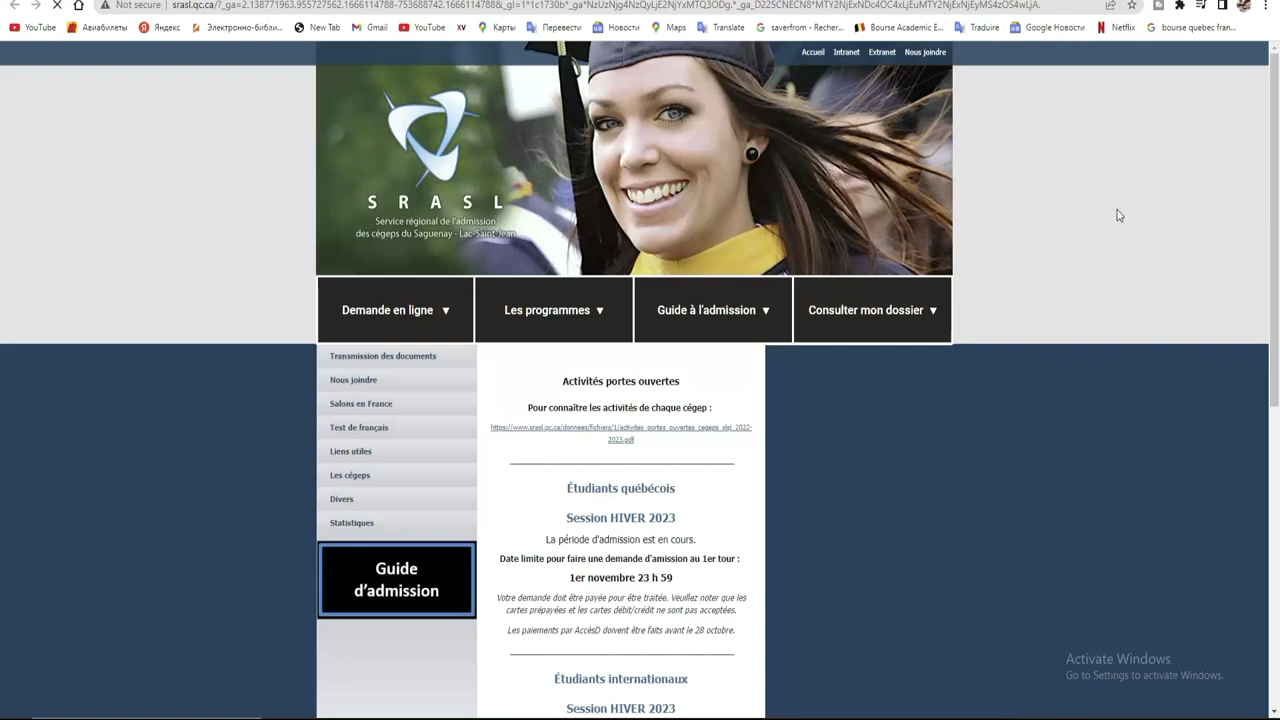 Not secure srasl.qc.ca/?_ga=2.138771963.955727562.1666114788-753688742.1666114788&_gl=1*1c1730b*_ga*
YouTube Авиабилеты Яндекс Электронно-библи... New Tab Gmail YouTube XV Карты Перевести Новости Maps Translate saverfrom - Recher... Bourse Academic E... Traduire Google Новости Netflix bourse quebec fran...
Accueil Intranet Extranet Nous joindre
S R A S L
Service régional de l'admission
des cégeps du Saguenay - Lac-Saint-Jean
Demande en ligne ▼ Les programmes ▼ Guide à l'admission ▼ Consulter mon dossier ▼
Transmission des documents
Nous joindre
Salons en France
Test de français
Liens utiles
Les cégeps
Divers
Statistiques
Guide
d'admission
Activités portes ouvertes
Pour connaître les activités de chaque cégep :
https://www.srasl.qc.ca/donnees/fichiers/1/activites_portes_ouvertes_cegeps_slsj_2022-
2023.pdf
Étudiants québécois
Session HIVER 2023
La période d'admission est en cours.
Date limite pour faire une demande d'amission au 1er tour :
1er novembre 23 h 59
Votre demande doit être payée pour être traitée. Veuillez noter que les
cartes prépayées et les cartes débit/crédit ne sont pas acceptées.
Les paiements par AccèsD doivent être faits avant le 28 octobre.
Étudiants internationaux
Session HIVER 2023
Activate Windows
Go to Settings to activate Windows.